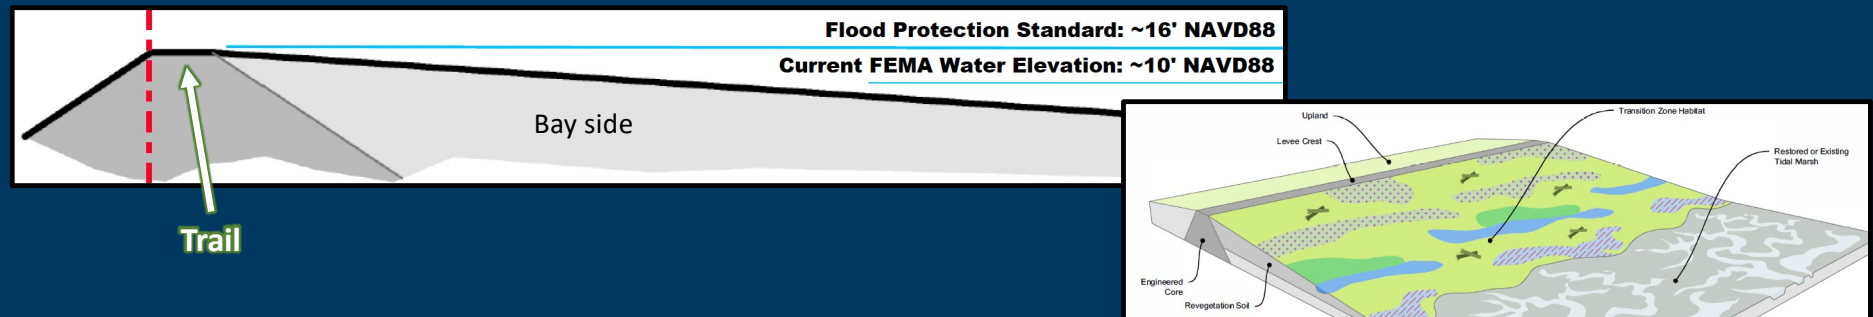 Flood Protection Standard: ~16' NAVD88
Current FEMA Water Elevation: ~10' NAVD88
Bay side
Trail
Upland
Levee Crest
Transition Zone Habitat
Restored or Existing
Tidal Marsh
Engineered
Core
Revegetation Soil